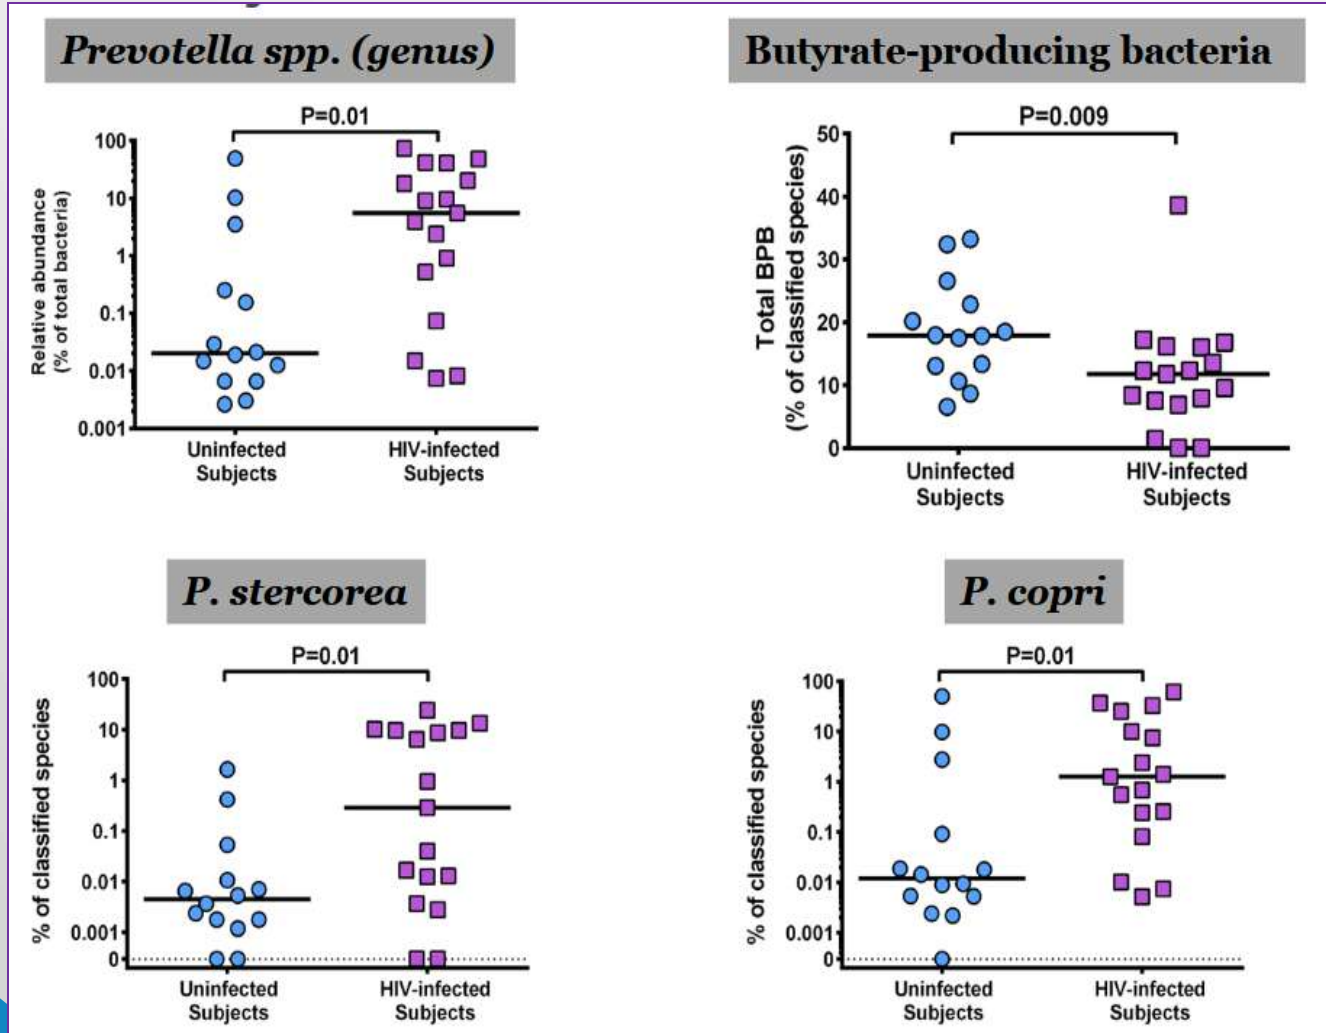 Prevotella spp. (genus)
P=0.01
Relative abundance
(% of total bacteria)
100
10
1
0.1
0.01
0.001
Uninfected
Subjects
HIV-infected
Subjects
Butyrate-producing bacteria
P=0.009
Total BPB
(% of classified species)
50
40
30
20
10
0
Uninfected
Subjects
HIV-infected
Subjects
P. stercorea
P=0.01
% of classified species
100
10
1
0.1
0.01
0.001
0
Uninfected
Subjects
HIV-infected
Subjects
P. copri
P=0.01
% of classified species
100
10
1
0.1
0.01
0.001
0
Uninfected
Subjects
HIV-infected
Subjects